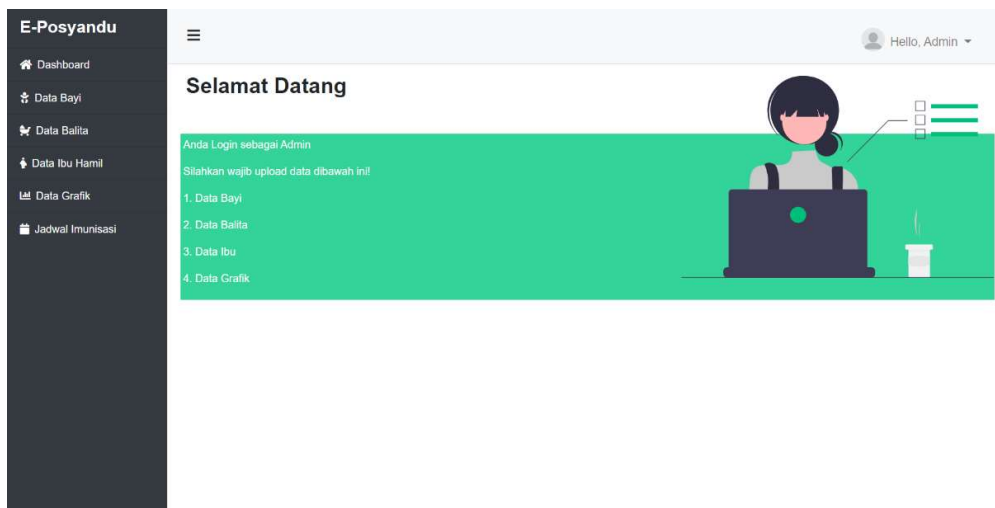 E-Posyandu
Dashboard
Data Bayi
Data Balita
Data Ibu Hamil
Data Grafik
Jadwal Imunisasi
Hello, Admin
Selamat Datang
Anda Login sebagai Admin
Silahkan wajib upload data dibawah ini!
1. Data Bayi
2. Data Balita
3. Data Ibu
4. Data Grafik